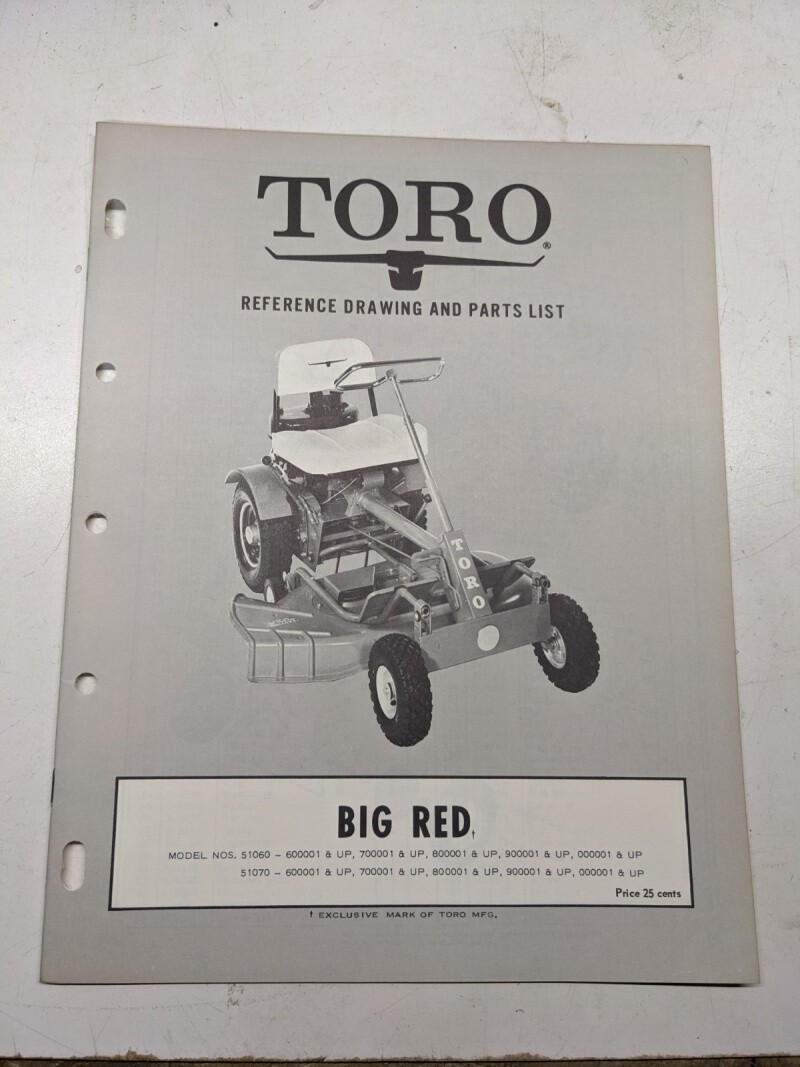 TORO®
REFERENCE DRAWING AND PARTS LIST
TORO
BIG RED†
MODEL NOS. 51060 – 600001 & UP, 700001 & UP, 800001 & UP, 900001 & UP, 000001 & UP
51070 – 600001 & UP, 700001 & UP, 800001 & UP, 900001 & UP, 000001 & UP
Price 25 cents
† EXCLUSIVE MARK OF TORO MFG.